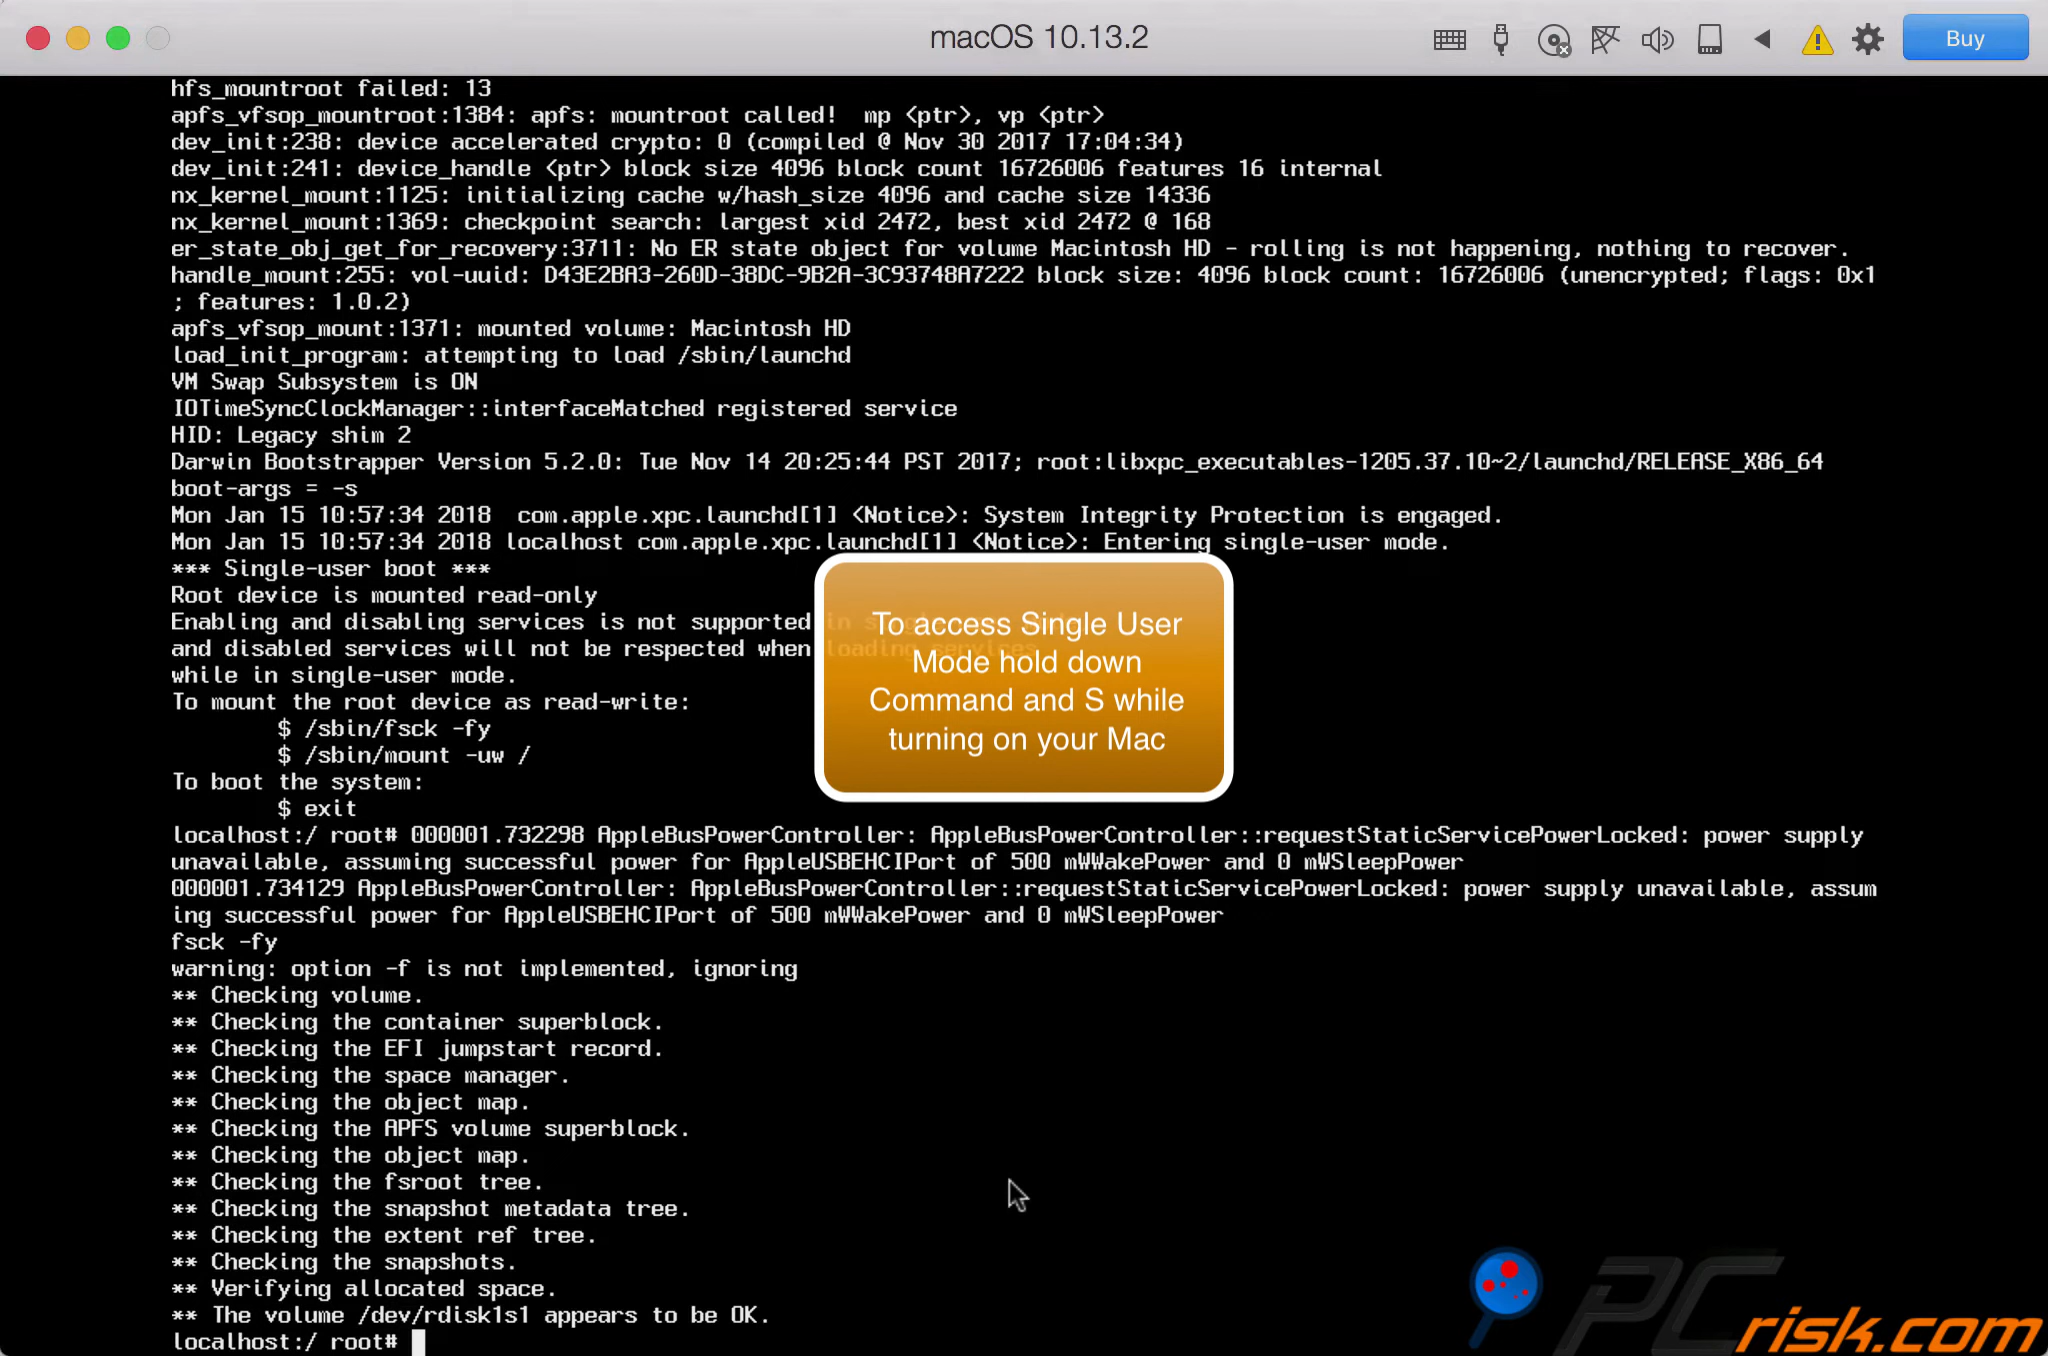 macOS 10.13.2
Buy
hfs_mountroot failed: 13
apfs_vfsop_mountroot:1384: apfs: mountroot called!  mp <ptr>, vp <ptr>
dev_init:238: device accelerated crypto: 0 (compiled @ Nov 30 2017 17:04:34)
dev_init:241: device_handle <ptr> block size 4096 block count 16726006 features 16 internal
nx_kernel_mount:1125: initializing cache w/hash_size 4096 and cache size 14336
nx_kernel_mount:1369: checkpoint search: largest xid 2472, best xid 2472 @ 168
er_state_obj_get_for_recovery:3711: No ER state object for volume Macintosh HD - rolling is not happening, nothing to recover.
handle_mount:255: vol-uuid: D43E2BA3-260D-38DC-9B2A-3C93748A7222 block size: 4096 block count: 16726006 (unencrypted; flags: 0x1
; features: 1.0.2)
apfs_vfsop_mount:1371: mounted volume: Macintosh HD
load_init_program: attempting to load /sbin/launchd
VM Swap Subsystem is ON
IOTimeSyncClockManager::interfaceMatched registered service
HID: Legacy shim 2
Darwin Bootstrapper Version 5.2.0: Tue Nov 14 20:25:44 PST 2017; root:libxpc_executables-1205.37.10~2/launchd/RELEASE_X86_64
boot-args = -s
Mon Jan 15 10:57:34 2018  com.apple.xpc.launchd[1] <Notice>: System Integrity Protection is engaged.
Mon Jan 15 10:57:34 2018 localhost com.apple.xpc.launchd[1] <Notice>: Entering single-user mode.
*** Single-user boot ***
Root device is mounted read-only
Enabling and disabling services is not supported in
and disabled services will not be respected when loading services
while in single-user mode.
To mount the root device as read-write:
$ /sbin/fsck -fy
$ /sbin/mount -uw /
To boot the system:
$ exit
To access Single User
Mode hold down
Command and S while
turning on your Mac
localhost:/ root# 000001.732298 AppleBusPowerController: AppleBusPowerController::requestStaticServicePowerLocked: power supply
unavailable, assuming successful power for AppleUSBEHCIPort of 500 mWWakePower and 0 mWSleepPower
000001.734129 AppleBusPowerController: AppleBusPowerController::requestStaticServicePowerLocked: power supply unavailable, assum
ing successful power for AppleUSBEHCIPort of 500 mWWakePower and 0 mWSleepPower
fsck -fy
warning: option -f is not implemented, ignoring
** Checking volume.
** Checking the container superblock.
** Checking the EFI jumpstart record.
** Checking the space manager.
** Checking the object map.
** Checking the APFS volume superblock.
** Checking the object map.
** Checking the fsroot tree.
** Checking the snapshot metadata tree.
** Checking the extent ref tree.
** Checking the snapshots.
** Verifying allocated space.
** The volume /dev/rdisk1s1 appears to be OK.
localhost:/ root#
PCrisk.com